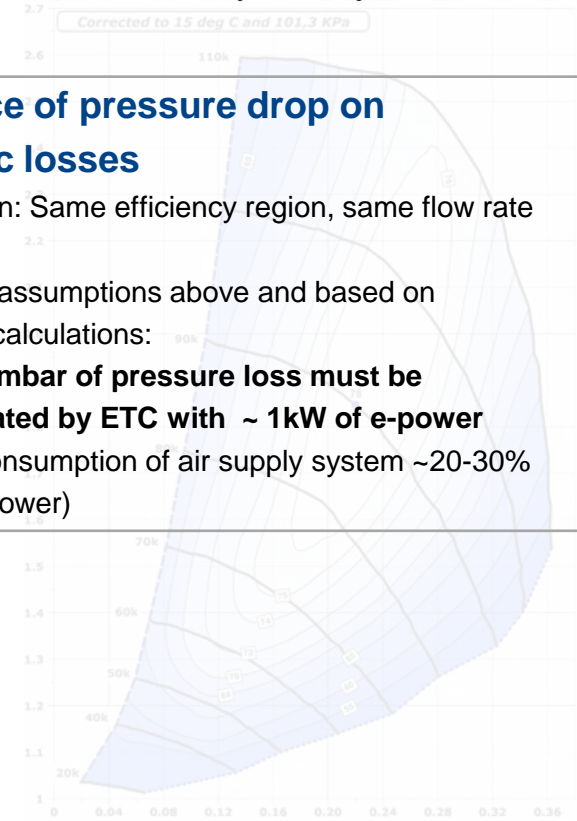 2.7
Corrected to 15 deg C and 101,3 KPa
2.6
110k
ce of pressure drop on
c losses
n: Same efficiency region, same flow rate
2.2
assumptions above and based on
calculations:
90k
mbar of pressure loss must be
ated by ETC with ~ 1kW of e-power
onsumption of air supply system ~20-30%
ower)
1.6
70k
1.5
1.4
60k
1.3
50k
1.2
40k
1.1
20k
1
0 0.04 0.08 0.12 0.16 0.20 0.24 0.28 0.32 0.36